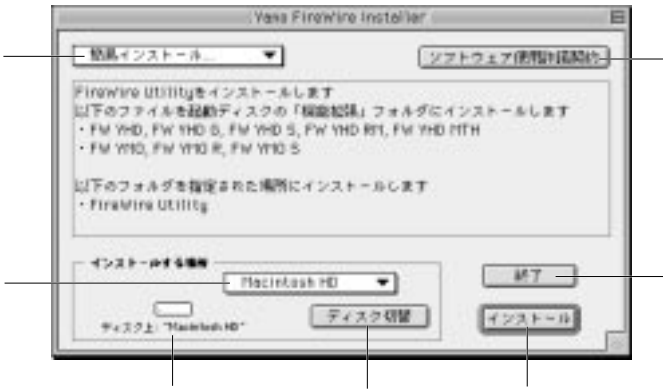 Yano FireWire Installer
簡易インストール...
ソフトウェア使用許諾契約
FireWire Utilityをインストールします
以下のファイルを起動ディスクの「機能拡張」フォルダにインストールします
・FW YHD, FW YHD B, FW YHD S, FW YHD RM, FW YHD MTH
・FW YMO, FW YMO R, FW YMO S
以下のフォルダを指定された場所にインストールします
・FireWire Utility
インストールする場所
Macintosh HD
終了
ディスク上: "Macintosh HD"
ディスク切替
インストール